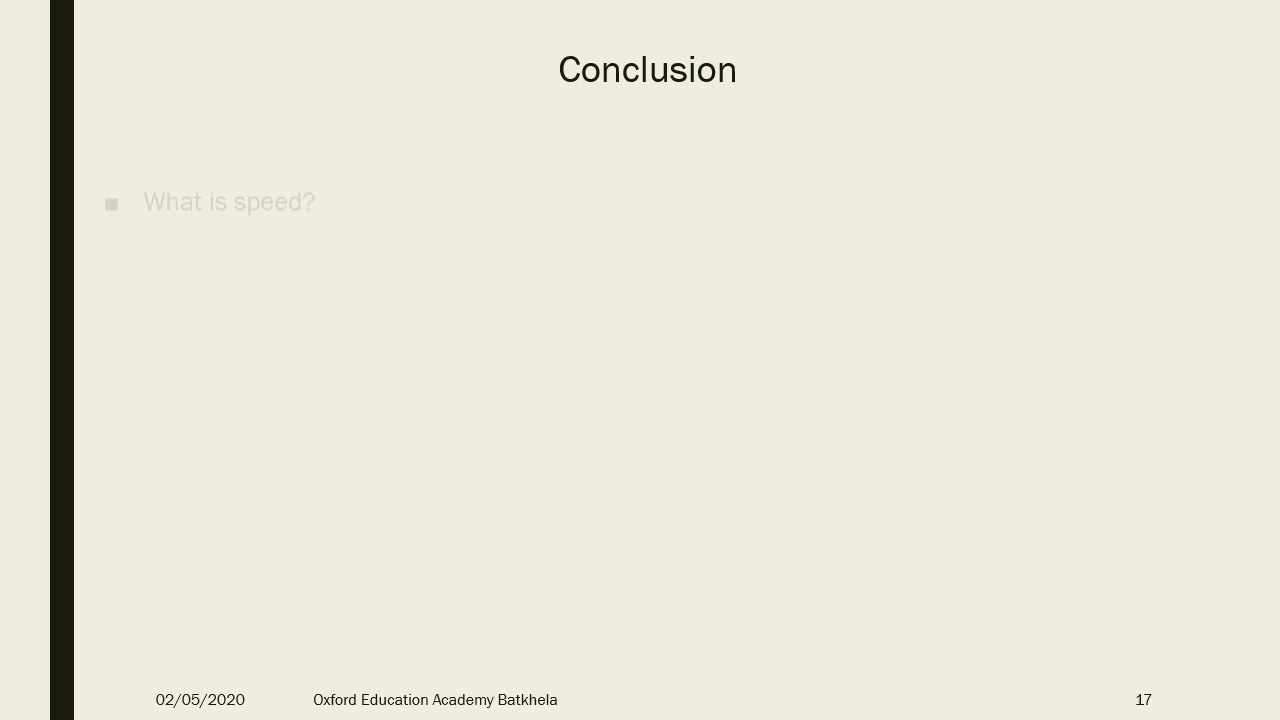 Conclusion
What is speed?
02/05/2020 Oxford Education Academy Batkhela 17